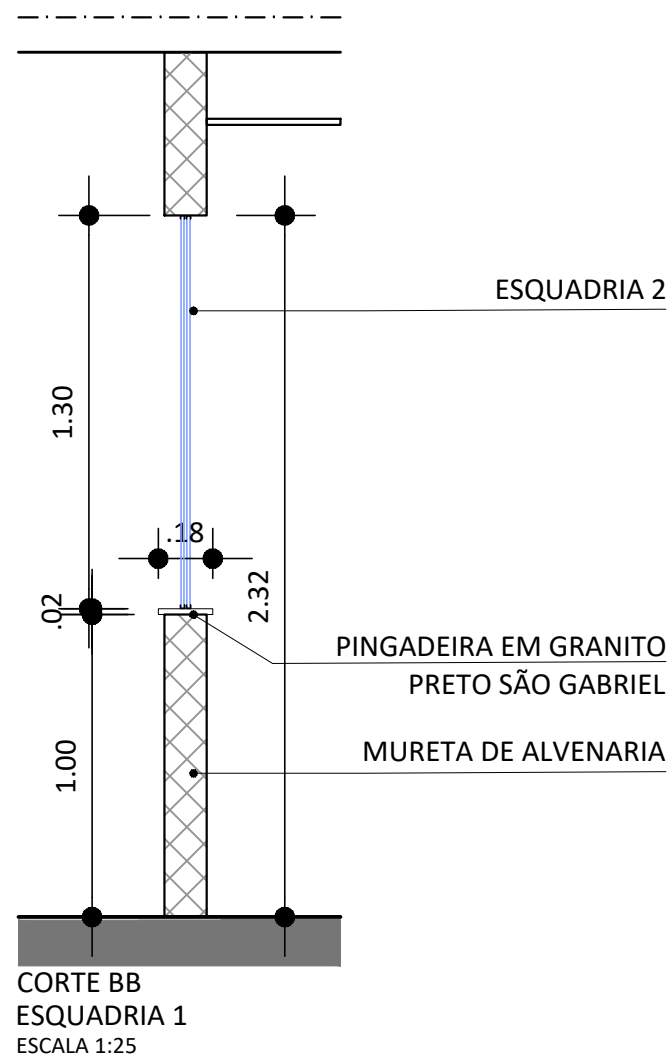 ESQUADRIA 2
1.30
.18
2.32
.02
PINGADEIRA EM GRANITO
PRETO SÃO GABRIEL
MURETA DE ALVENARIA
1.00
CORTE BB
ESQUADRIA 1
ESCALA 1:25